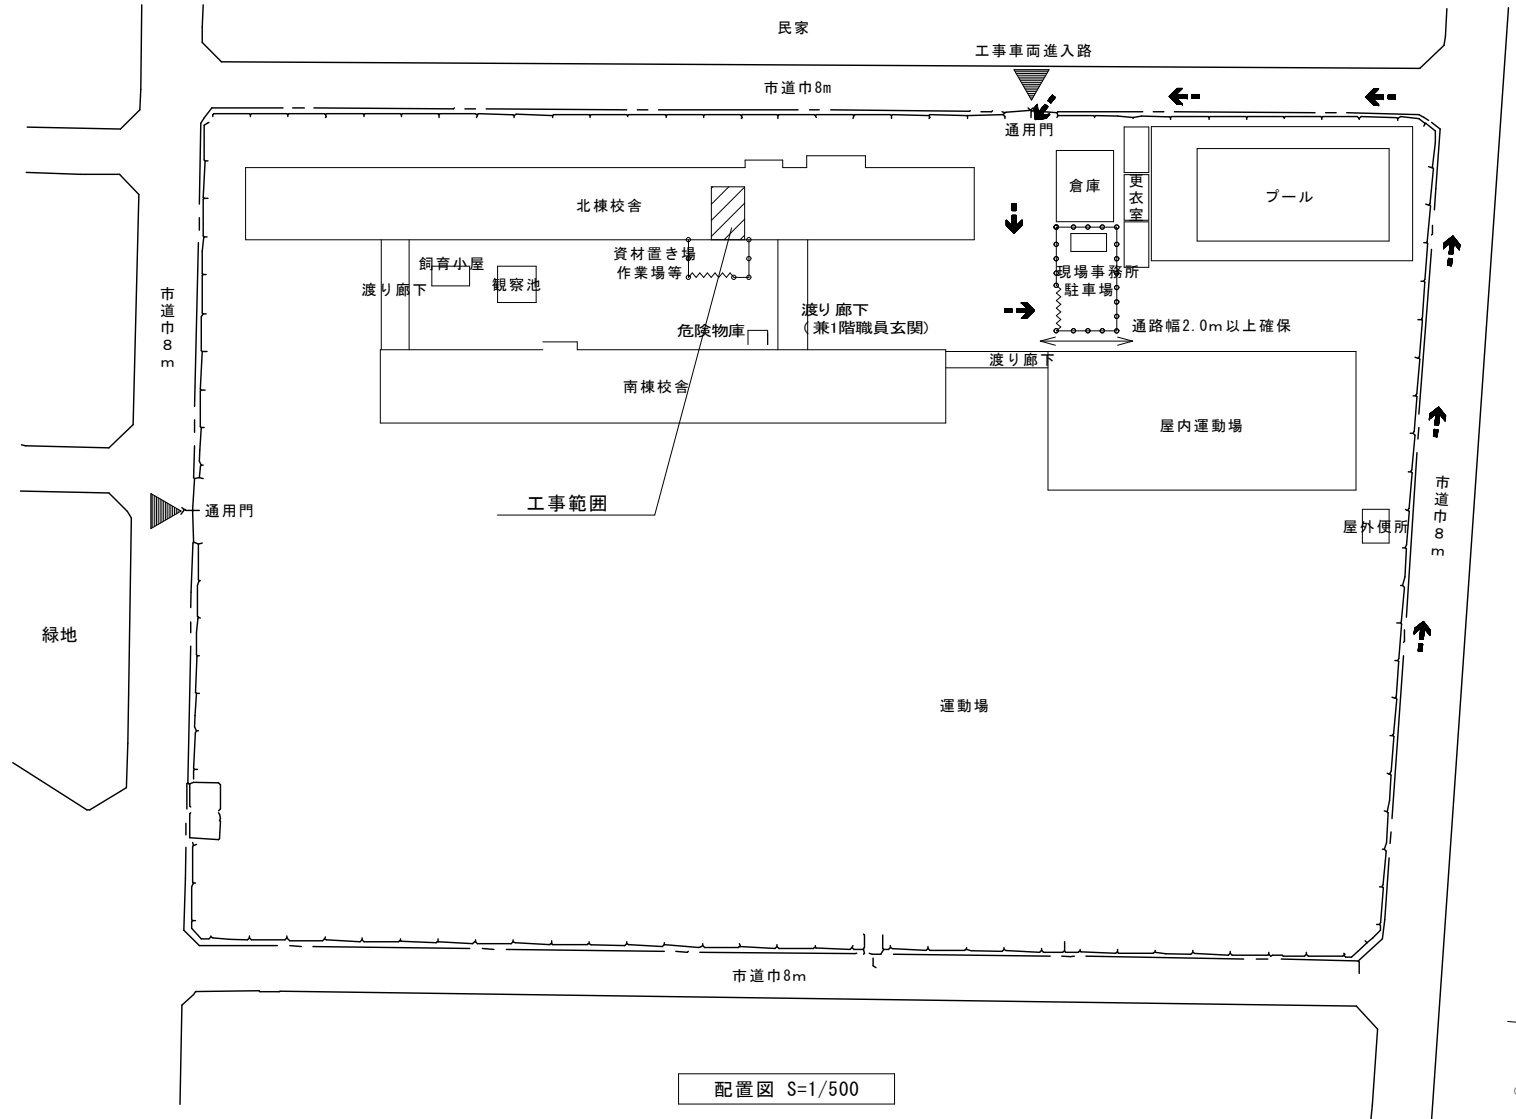 民家
工事車両進入路
市道巾8m
通用門
倉庫
更衣室
プール
北棟校舎
資材置き場
作業場等
飼育小屋
観察池
渡り廊下
現場事務所
駐車場
市道巾8m
渡り廊下
(兼1階職員玄関)
危険物庫
通路幅2.0m以上確保
渡り廊下
南棟校舎
屋内運動場
工事範囲
通用門
市道巾8m
屋外便所
緑地
運動場
市道巾8m
配置図 S=1/500